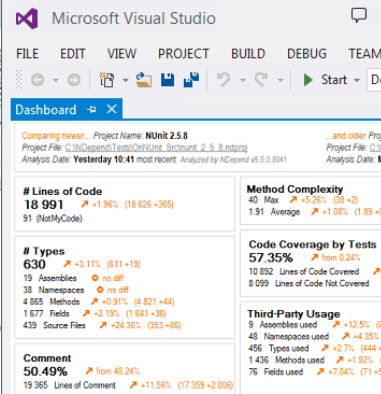 Microsoft Visual Studio
FILE EDIT VIEW PROJECT BUILD DEBUG TEAM
Start
Dashboard
Comparing newer... Project Name: NUnit 2.5.8
Project File: C:\NDepend\Tests\OnNUnit_Src\nunit_2_5_8.ndproj
Analysis Date: Yesterday 10:41 most recent Analyzed by NDepend v5.0.0.8041
...and older
Project File: C:\
Analysis Date:
# Lines of Code
18 991 +1.96% (18 626 +365)
91 (NotMyCode)
# Types
630 +3.11% (611 +19)
19 Assemblies no diff
38 Namespaces no diff
4 865 Methods +0.91% (4 821 +44)
1 677 Fields +2.19% (1 641 +36)
439 Source Files +24.36% (353 +86)
Comment
50.49% from 48.24%
19 365 Lines of Comment +11.56% (17 359 +2 006)
Method Complexity
40 Max +5.26% (38 +2)
1.91 Average +1.08% (1.89
Code Coverage by Tests
57.35% from 0.24%
10 892 Lines of Code Covered
8 099 Lines of Code Not Covered
Third-Party Usage
9 Assemblies used +12.5%
48 Namespaces used +4.35%
456 Types used +2.7% (444
1 436 Methods used +1.92%
76 Fields used +7.04% (71